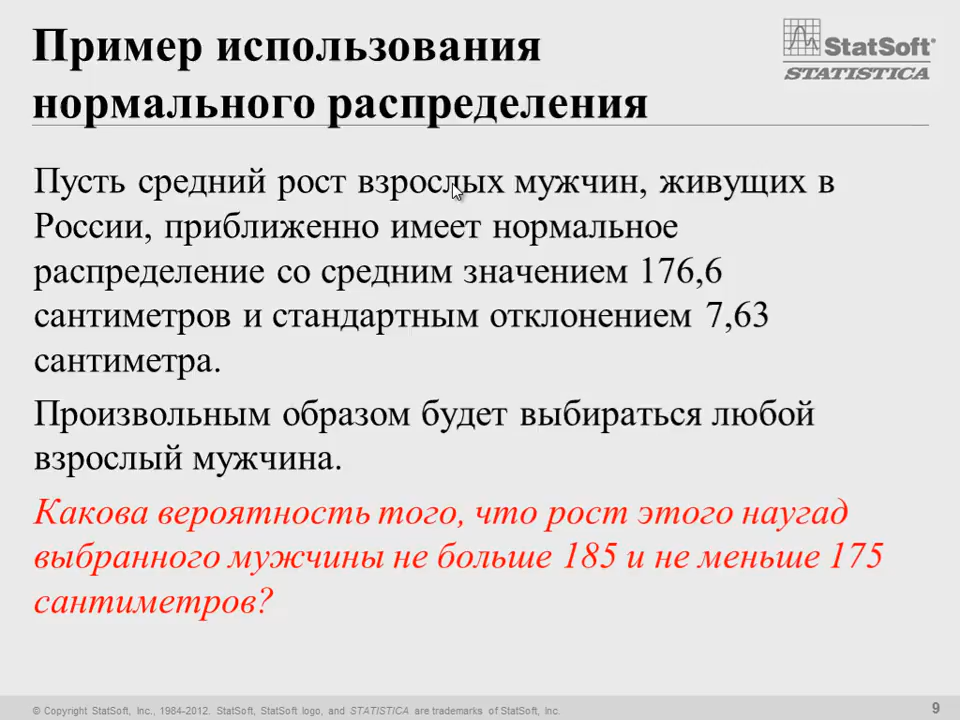 Пример использования
нормального распределения
StatSoft®
STATISTICA
Пусть средний рост взрослых мужчин, живущих в
России, приближенно имеет нормальное
распределение со средним значением 176,6
сантиметров и стандартным отклонением 7,63
сантиметра.
Произвольным образом будет выбираться любой
взрослый мужчина.
Какова вероятность того, что рост этого наугад
выбранного мужчины не больше 185 и не меньше 175
сантиметров?
© Copyright StatSoft, Inc., 1984-2012. StatSoft, StatSoft logo, and STATISTICA are trademarks of StatSoft, Inc.
9